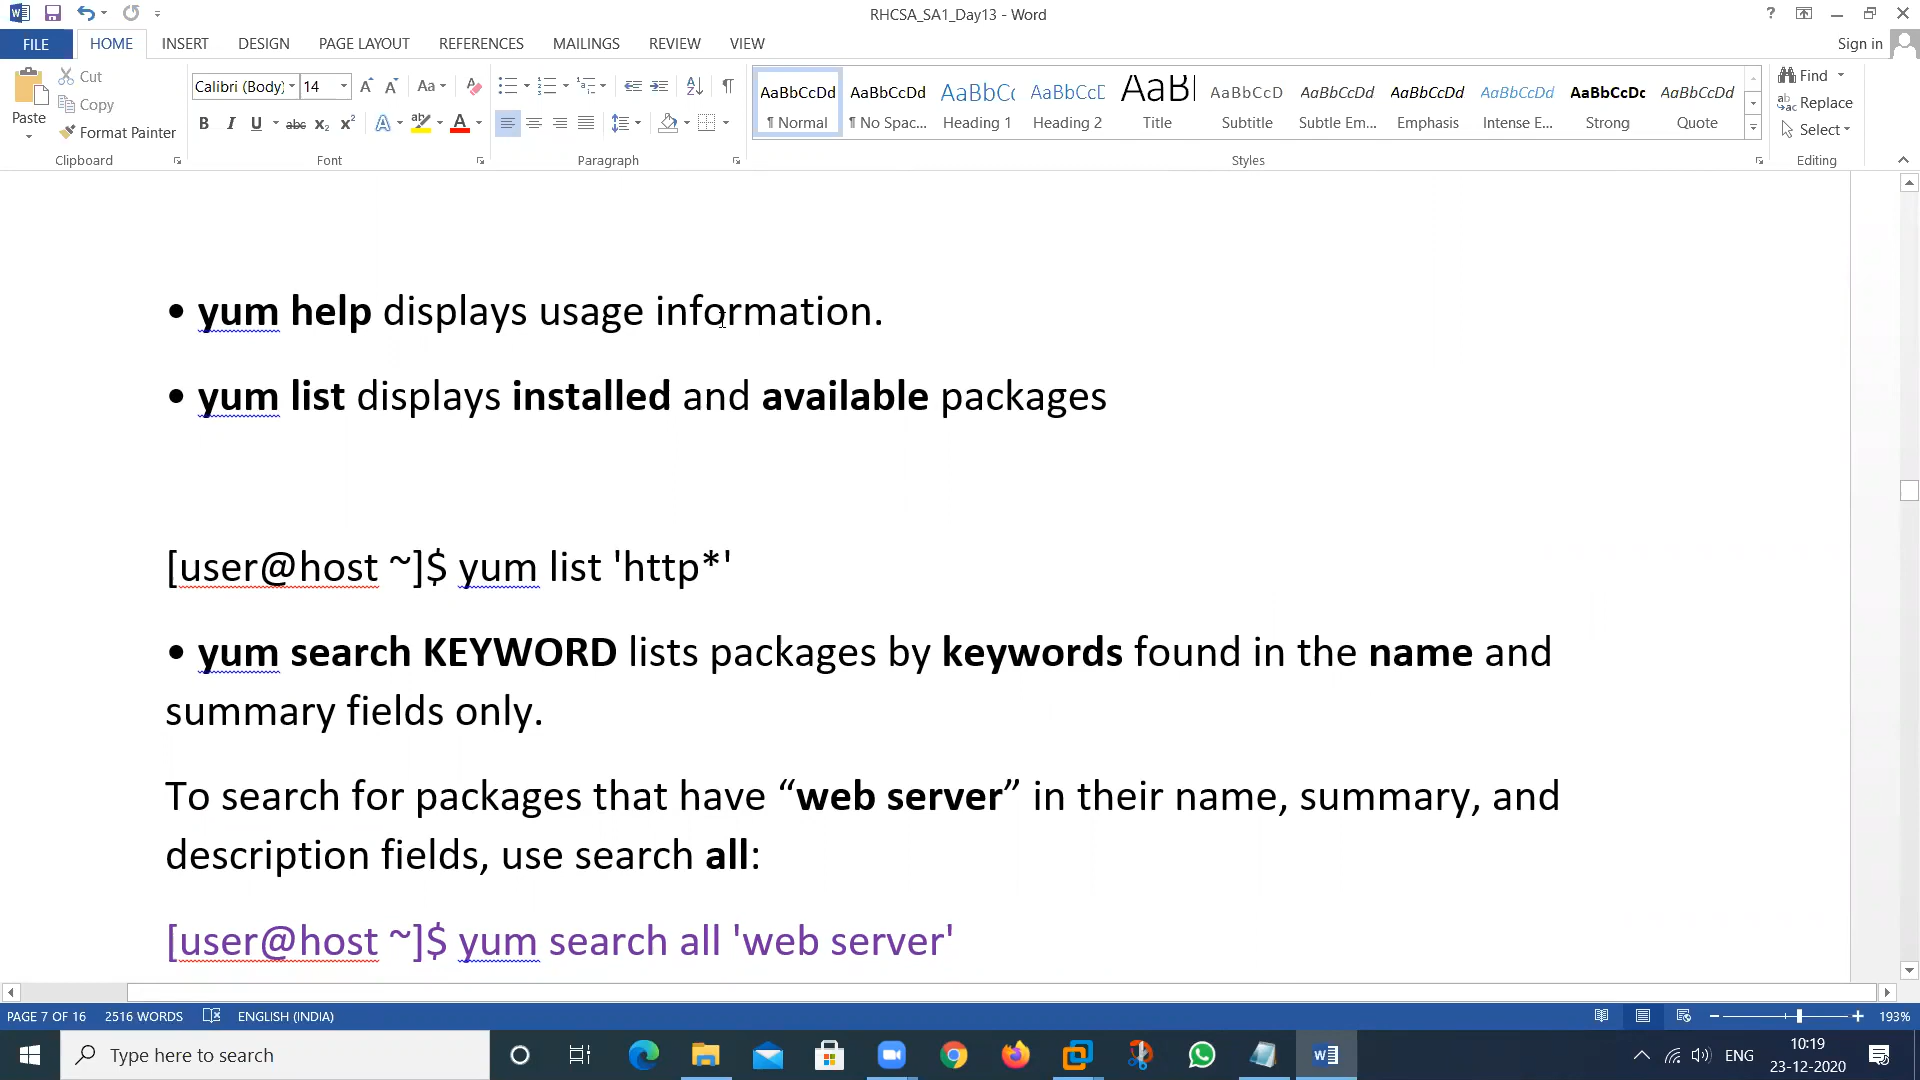 RHCSA_SA1_Day13 - Word
?
FILE HOME INSERT DESIGN PAGE LAYOUT REFERENCES MAILINGS REVIEW VIEW Sign in
Paste
Cut
Copy
Format Painter
Clipboard
Calibri (Body) 14
Aa
B I U abc x₂ x²
Font
Paragraph
AaBbCcDd AaBbCcDd AaBbCc AaBbCcC AaBl AaBbCcD AaBbCcDd AaBbCcDd AaBbCcDd AaBbCcDc AaBbCcDd
¶ Normal ¶ No Spac... Heading 1 Heading 2 Title Subtitle Subtle Em... Emphasis Intense E... Strong Quote
Styles
Find
Replace
Select
Editing
• yum help displays usage information.
• yum list displays installed and available packages
[user@host ~]$ yum list 'http*'
• yum search KEYWORD lists packages by keywords found in the name and
summary fields only.
To search for packages that have “web server” in their name, summary, and
description fields, use search all:
[user@host ~]$ yum search all 'web server'
PAGE 7 OF 16 2516 WORDS ENGLISH (INDIA) 193%
Type here to search
ENG
10:19
23-12-2020